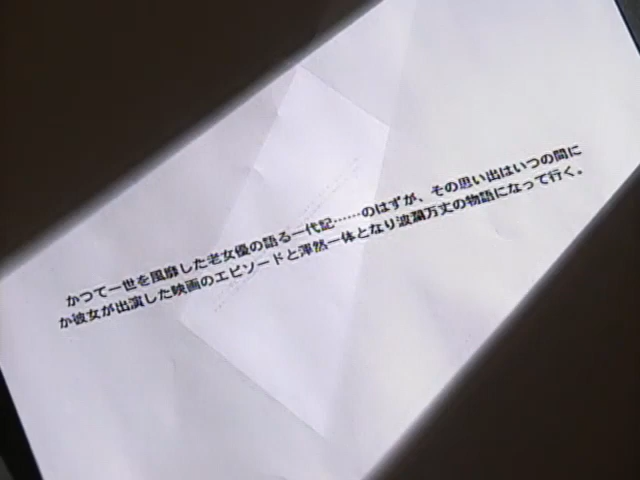 かつて一世を風靡した老女優の語る一代記……のはずが、その思い出はいつの間に
か彼女が出演した映画のエピソードと渾然一体となり波瀾万丈の物語になって行く。